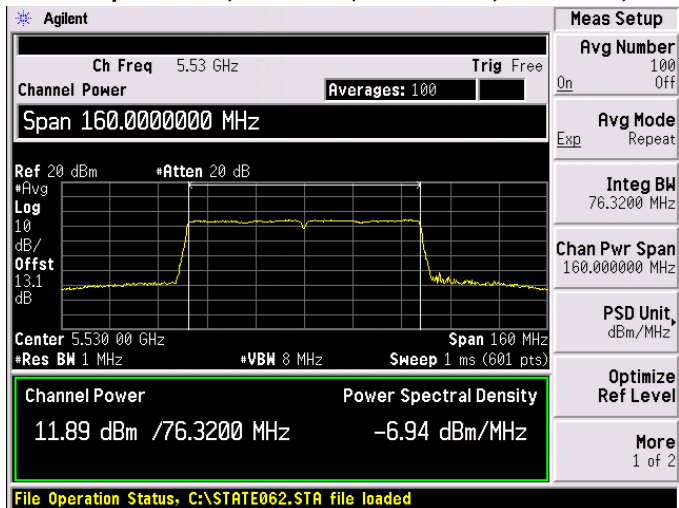 Agilent
Meas Setup
Ch Freq 5.53 GHz Trig Free
Channel Power Averages: 100
Span 160.0000000 MHz
Ref 20 dBm #Atten 20 dB
#Avg
Log
10
dB/
Offst
13.1
dB
Center 5.530 00 GHz Span 160 MHz
#Res BW 1 MHz #VBW 8 MHz Sweep 1 ms (601 pts)
Channel Power Power Spectral Density
11.89 dBm /76.3200 MHz -6.94 dBm/MHz
File Operation Status, C:\STATE062.STA file loaded
Avg Number
100
On Off
Avg Mode
Exp Repeat
Integ BW
76.3200 MHz
Chan Pwr Span
160.000000 MHz
PSD Unit
dBm/MHz
Optimize
Ref Level
More
1 of 2